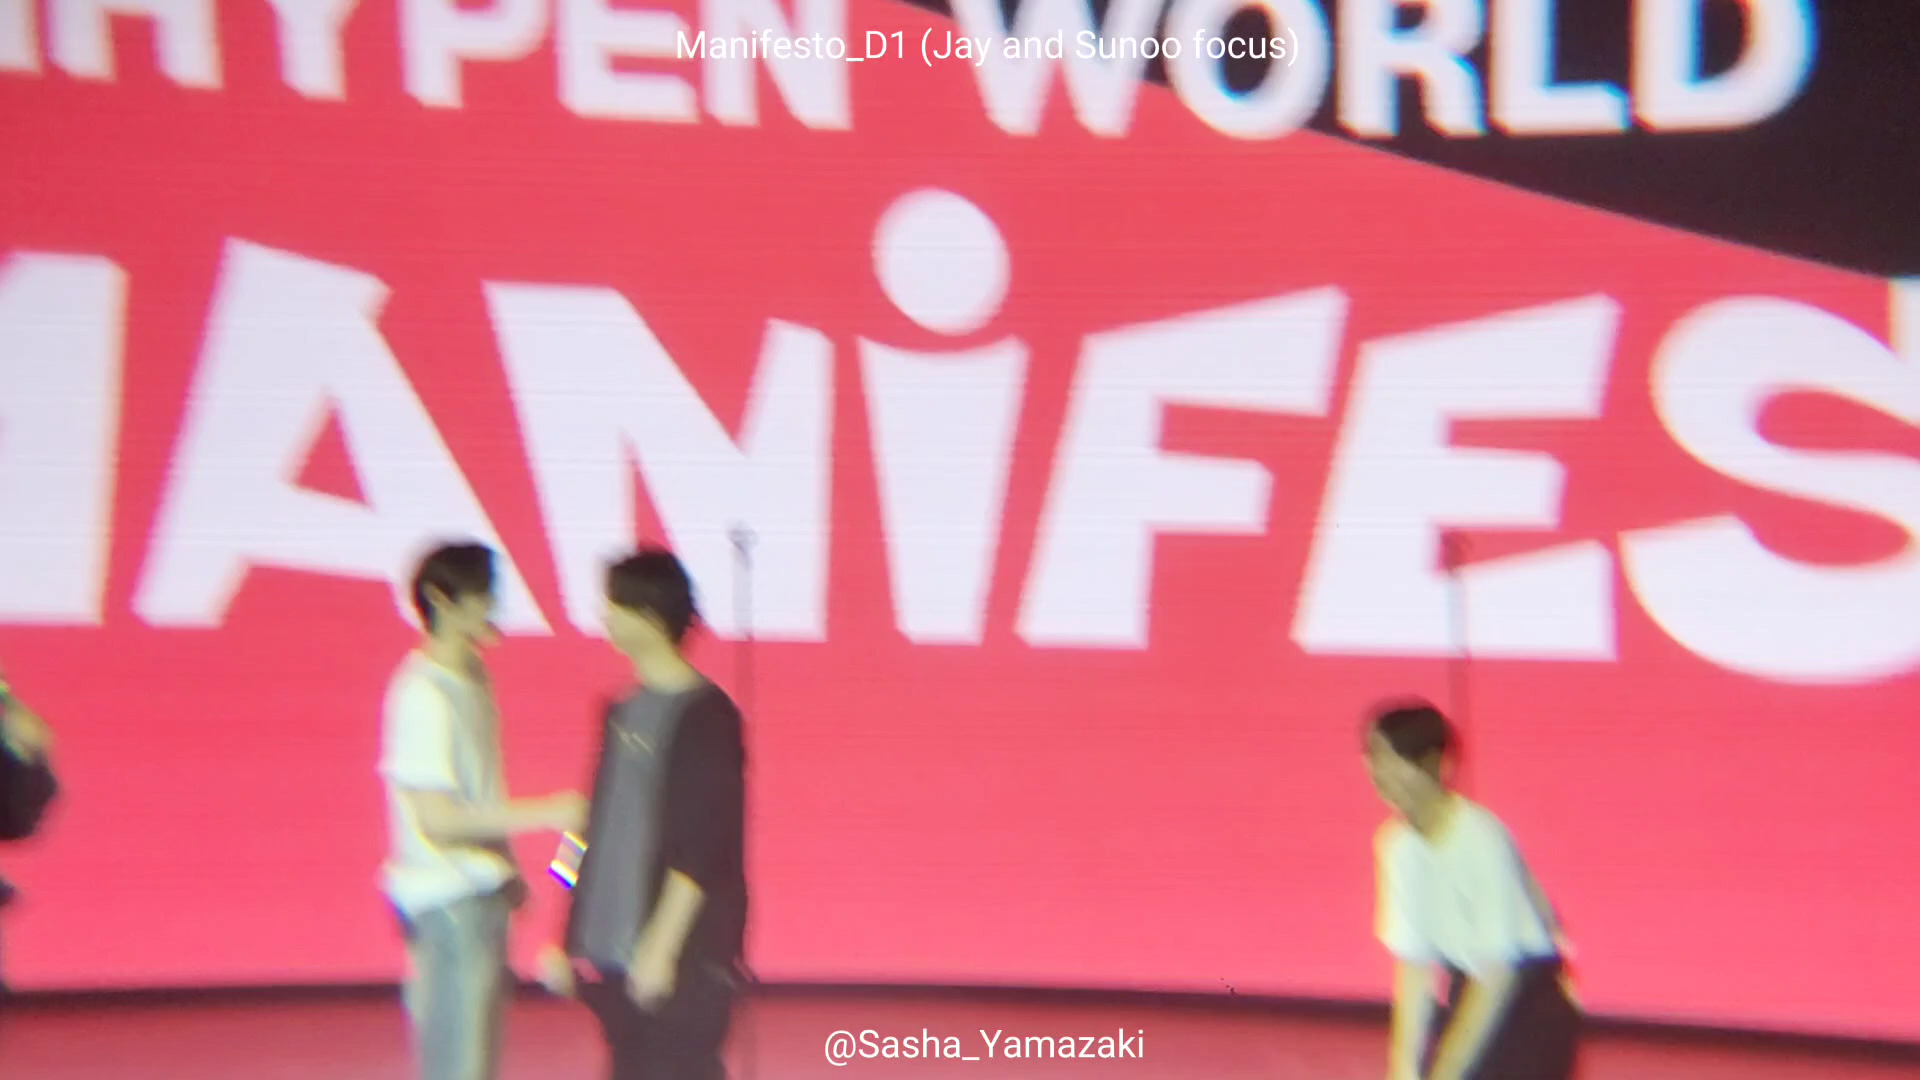 HYPEN WORLD
Manifesto_D1 (Jay and Sunoo focus)
MANiFES
@Sasha_Yamazaki